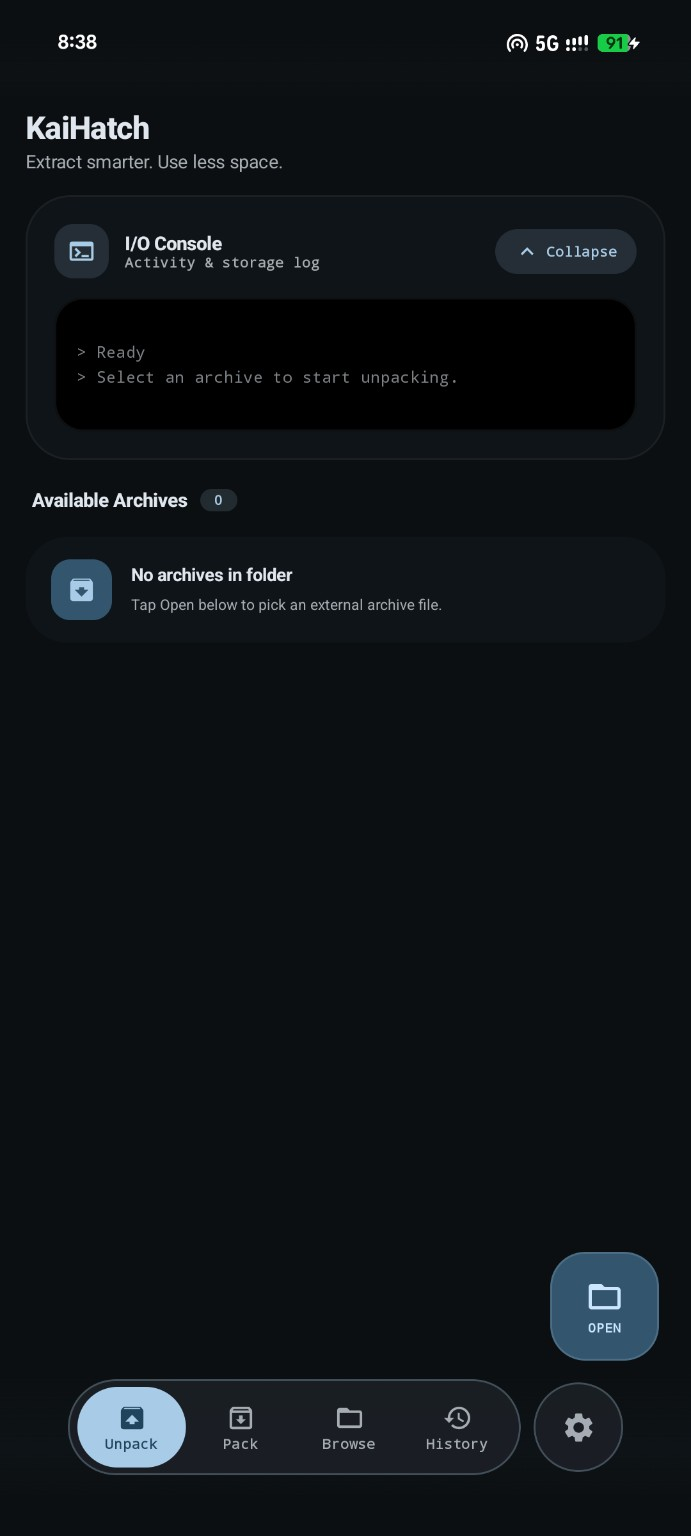 8:38
5G
91
KaiHatch
Extract smarter. Use less space.
I/O Console
Activity & storage log
Collapse
> Ready
> Select an archive to start unpacking.
Available Archives 0
No archives in folder
Tap Open below to pick an external archive file.
OPEN
Unpack
Pack
Browse
History